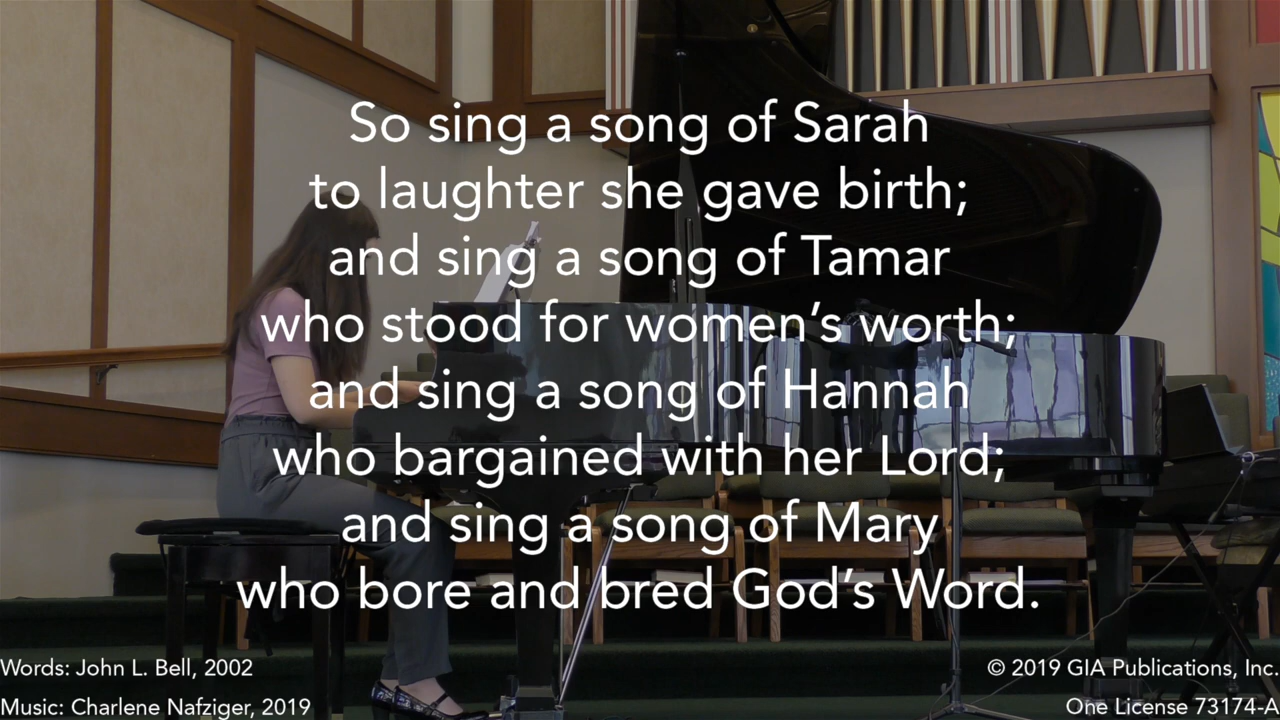 So sing a song of Sarah
to laughter she gave birth;
and sing a song of Tamar
who stood for women’s worth;
and sing a song of Hannah
who bargained with her Lord;
and sing a song of Mary
who bore and bred God’s Word.
Words: John L. Bell, 2002
Music: Charlene Nafziger, 2019
© 2019 GIA Publications, Inc.
One License 73174-A